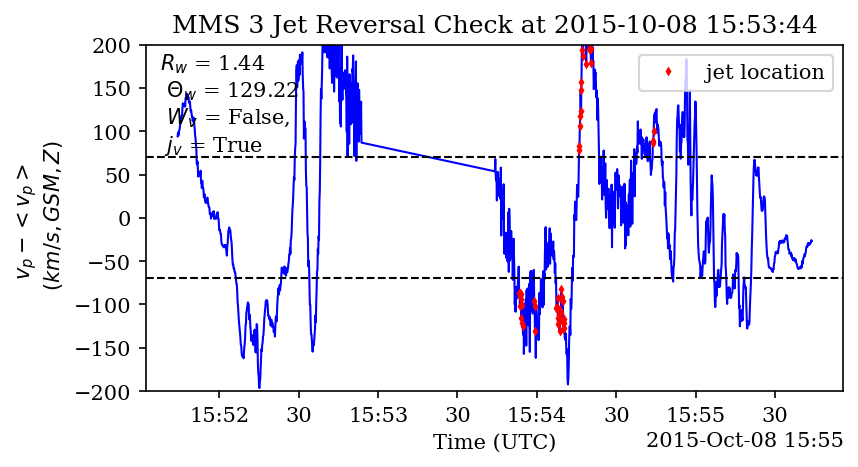 MMS 3 Jet Reversal Check at 2015-10-08 15:53:44
R_w = 1.44
Θ_w = 129.22
W_v = False,
j_v = True
jet location
v_p − < v_p >
(km/s, GSM, Z)
200
150
100
50
0
−50
−100
−150
−200
15:52
30
15:53
30
15:54
30
15:55
30
Time (UTC)
2015-Oct-08 15:55